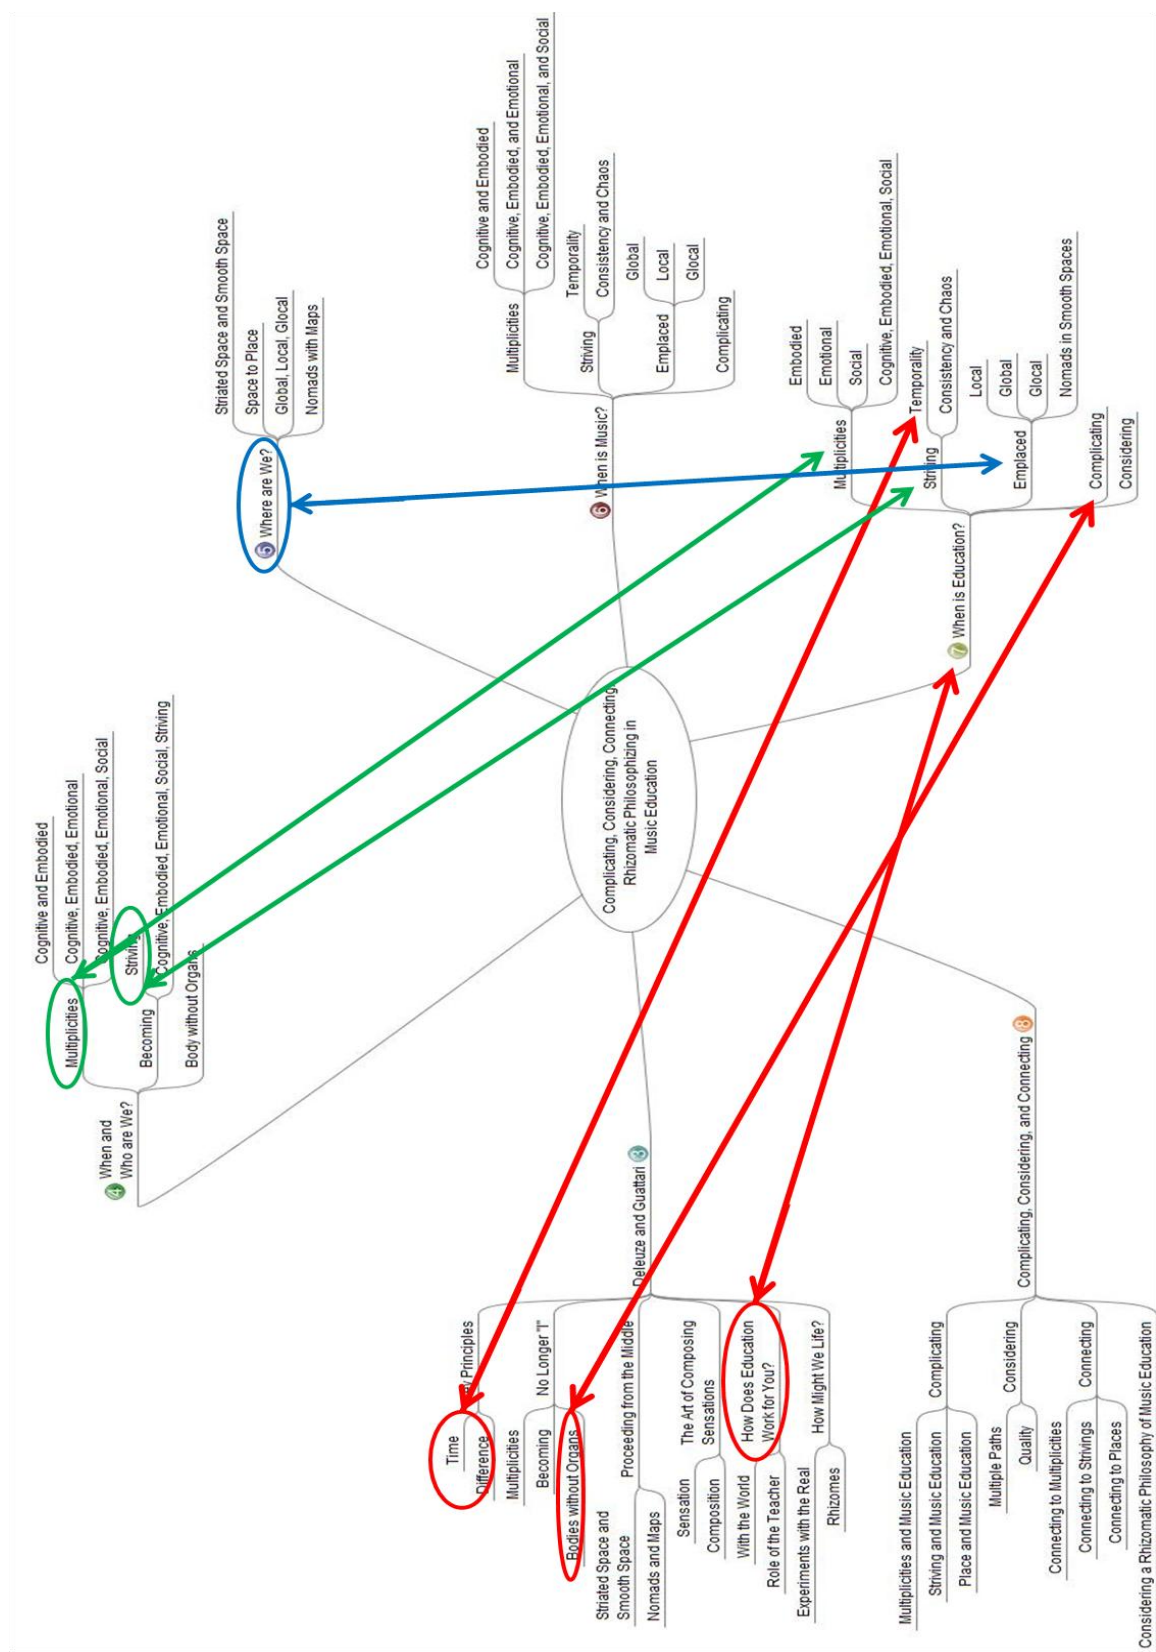 Complicating, Considering, Connecting:
Rhizomatic Philosophizing in
Music Education
3
Deleuze and Guattari
Principles
Time
Difference
No Longer "I"
Multiplicities
Becoming
Bodies without Organs
Proceeding from the Middle
Striated Space and
Smooth Space
Nomads and Maps
The Art of Composing
Sensations
Sensation
Composition
How Does Education
Work for You?
With the World
Role of the Teacher
How Might We Life?
Experiments with the Real
Rhizomes
4
When and
Who are We?
Multiplicities
Cognitive and Embodied
Cognitive, Embodied, Emotional
Cognitive, Embodied, Emotional, Social
Becoming
Striving
Cognitive, Embodied, Emotional, Social, Striving
Body without Organs
5
Where are We?
Striated Space and Smooth Space
Space to Place
Global, Local, Glocal
Nomads with Maps
6
When is Music?
Multiplicities
Cognitive and Embodied
Cognitive, Embodied, and Emotional
Cognitive, Embodied, Emotional, and Social
Striving
Temporality
Consistency and Chaos
Emplaced
Global
Local
Glocal
Complicating
7
When is Education?
Multiplicities
Embodied
Emotional
Social
Cognitive, Embodied, Emotional, Social
Striving
Temporality
Consistency and Chaos
Emplaced
Local
Global
Glocal
Nomads in Smooth Spaces
Complicating
Considering
8
Complicating, Considering, and Connecting
Complicating
Multiplicities and Music Education
Striving and Music Education
Place and Music Education
Considering
Multiple Paths
Quality
Connecting
Connecting to Multiplicities
Connecting to Strivings
Connecting to Places
Considering a Rhizomatic Philosophy of Music Education